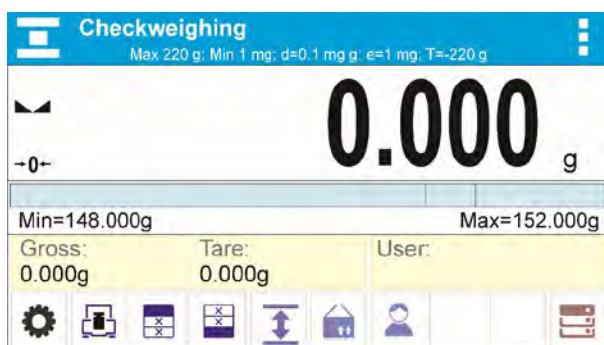 Checkweighing
Max 220 g: Min 1 mg: d=0.1 mg g: e=1 mg: T=-220 g
0.000 g
→0←
Min=148.000g Max=152.000g
Gross: Tare: User:
0.000g 0.000g